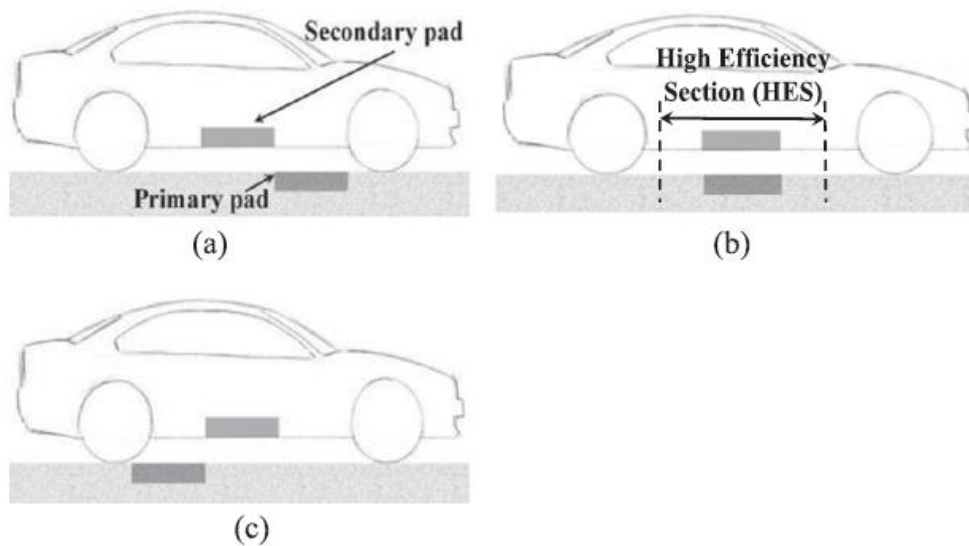 Secondary pad
Primary pad
(a)
High Efficiency
Section (HES)
(b)
(c)